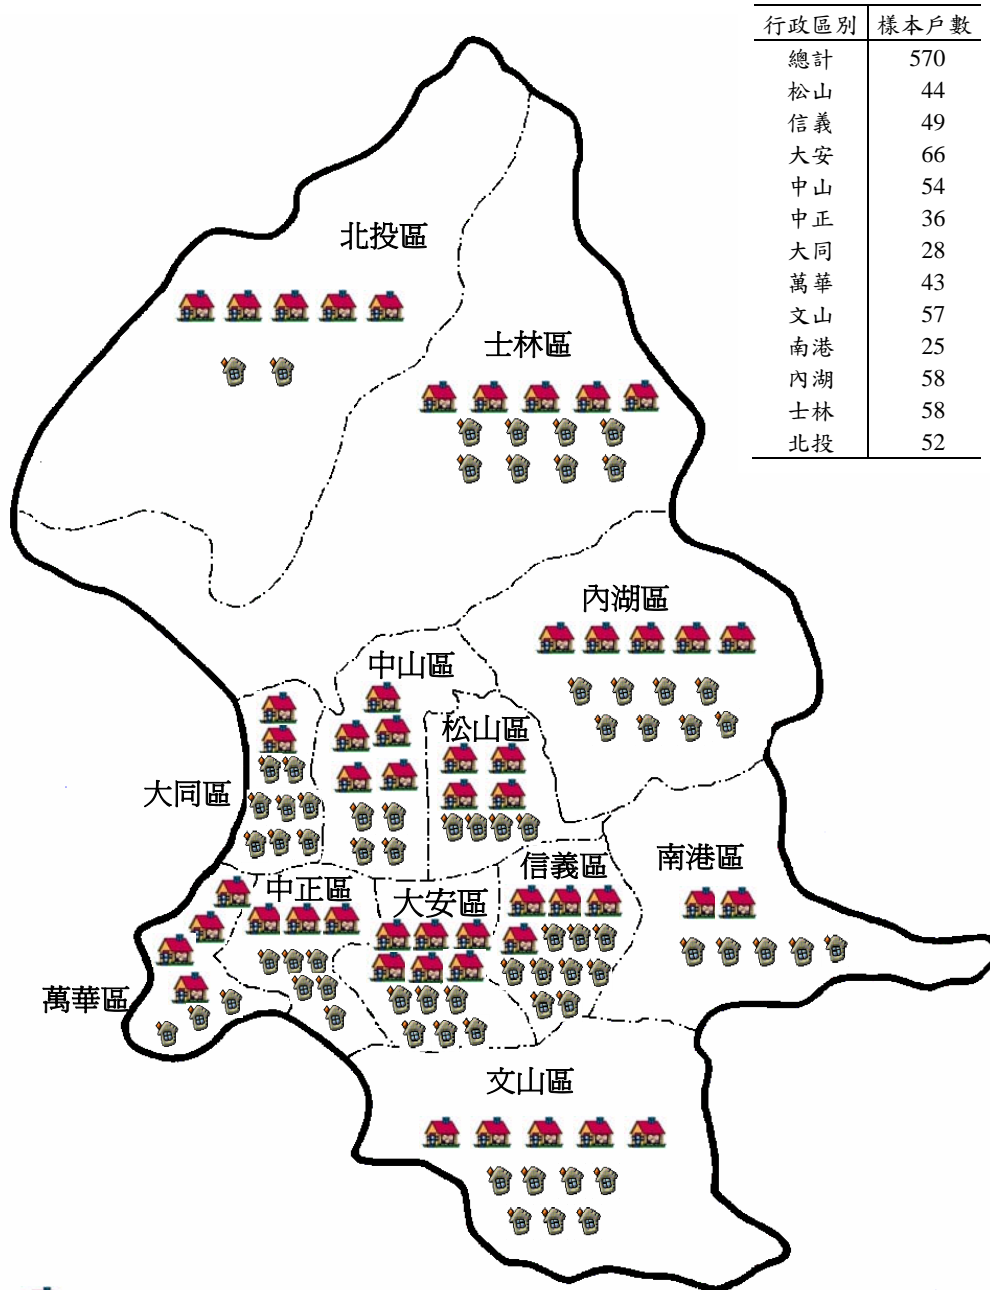 行政區別 樣本戶數
總計 570
松山 44
信義 49
大安 66
中山 54
中正 36
大同 28
萬華 43
文山 57
南港 25
內湖 58
士林 58
北投 52
北投區
士林區
內湖區
中山區
松山區
大同區
信義區
南港區
中正區
大安區
萬華區
文山區